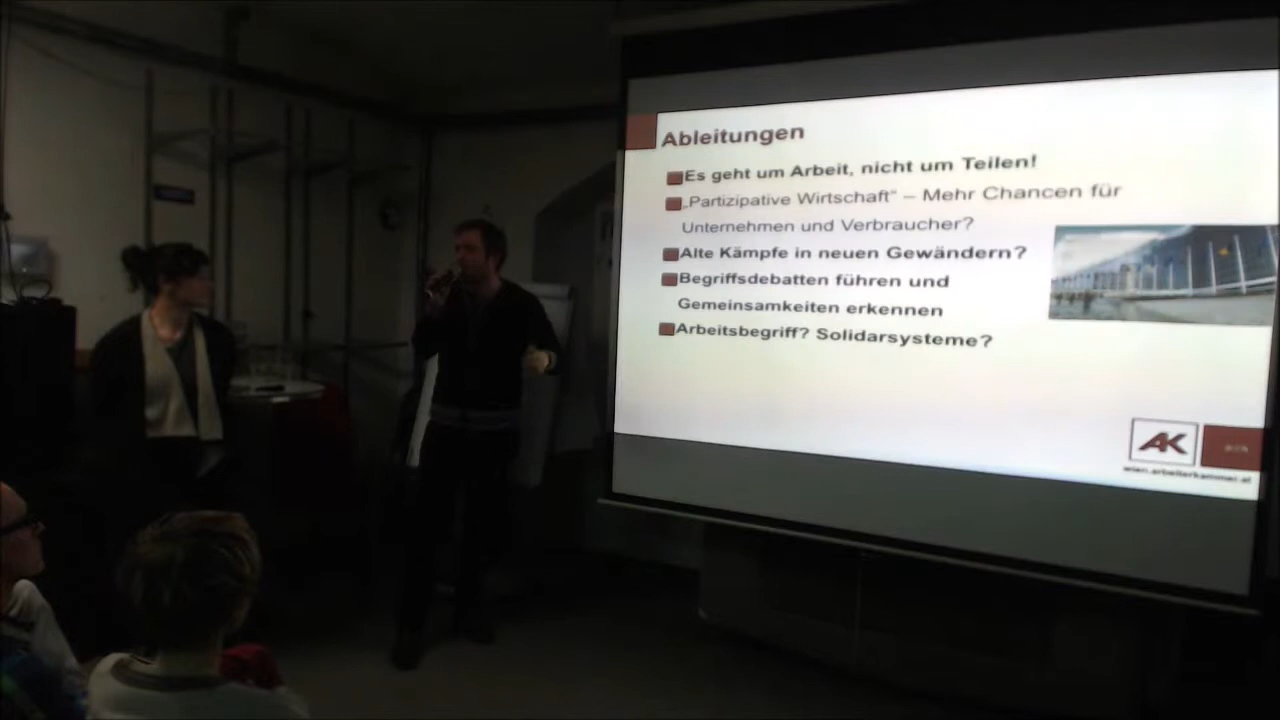 Ableitungen
Es geht um Arbeit, nicht um Teilen!
„Partizipative Wirtschaft“ – Mehr Chancen für
Unternehmen und Verbraucher?
Alte Kämpfe in neuen Gewändern?
Begriffsdebatten führen und
Gemeinsamkeiten erkennen
Arbeitsbegriff? Solidarsysteme?
AK
wien.arbeiterkammer.at